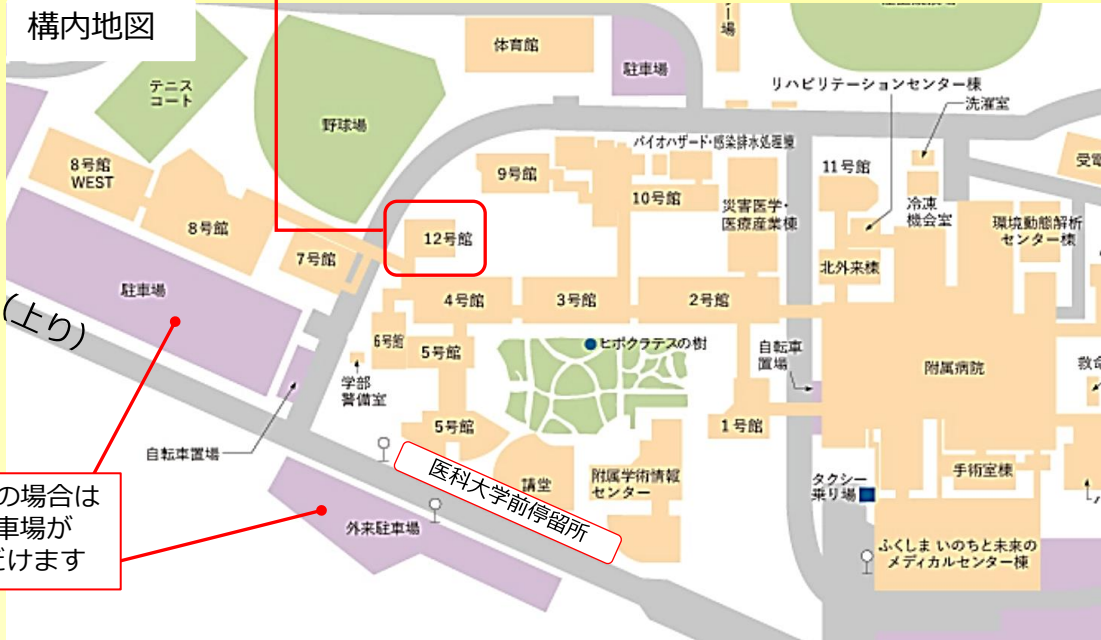 構内地図
体育館
駐車場
テニス
コート
野球場
リハビリテーションセンター棟
洗濯室
バイオハザード・感染排水処理棟
8号館
WEST
9号館
10号館
11号館
災害医学・
医療産業棟
冷凍
機会室
環境動態解析
センター棟
8号館
7号館
12号館
北外来棟
駐車場
4号館
3号館
2号館
(上り)
6号館
5号館
ヒポクラテスの樹
自転車
置場
附属病院
学部
警備室
5号館
1号館
自転車置場
医科大学前停留所
講堂
附属学術情報
センター
タクシー
乗り場
手術室棟
の場合は
車場が
だけます
外来駐車場
ふくしま いのちと未来の
メディカルセンター棟